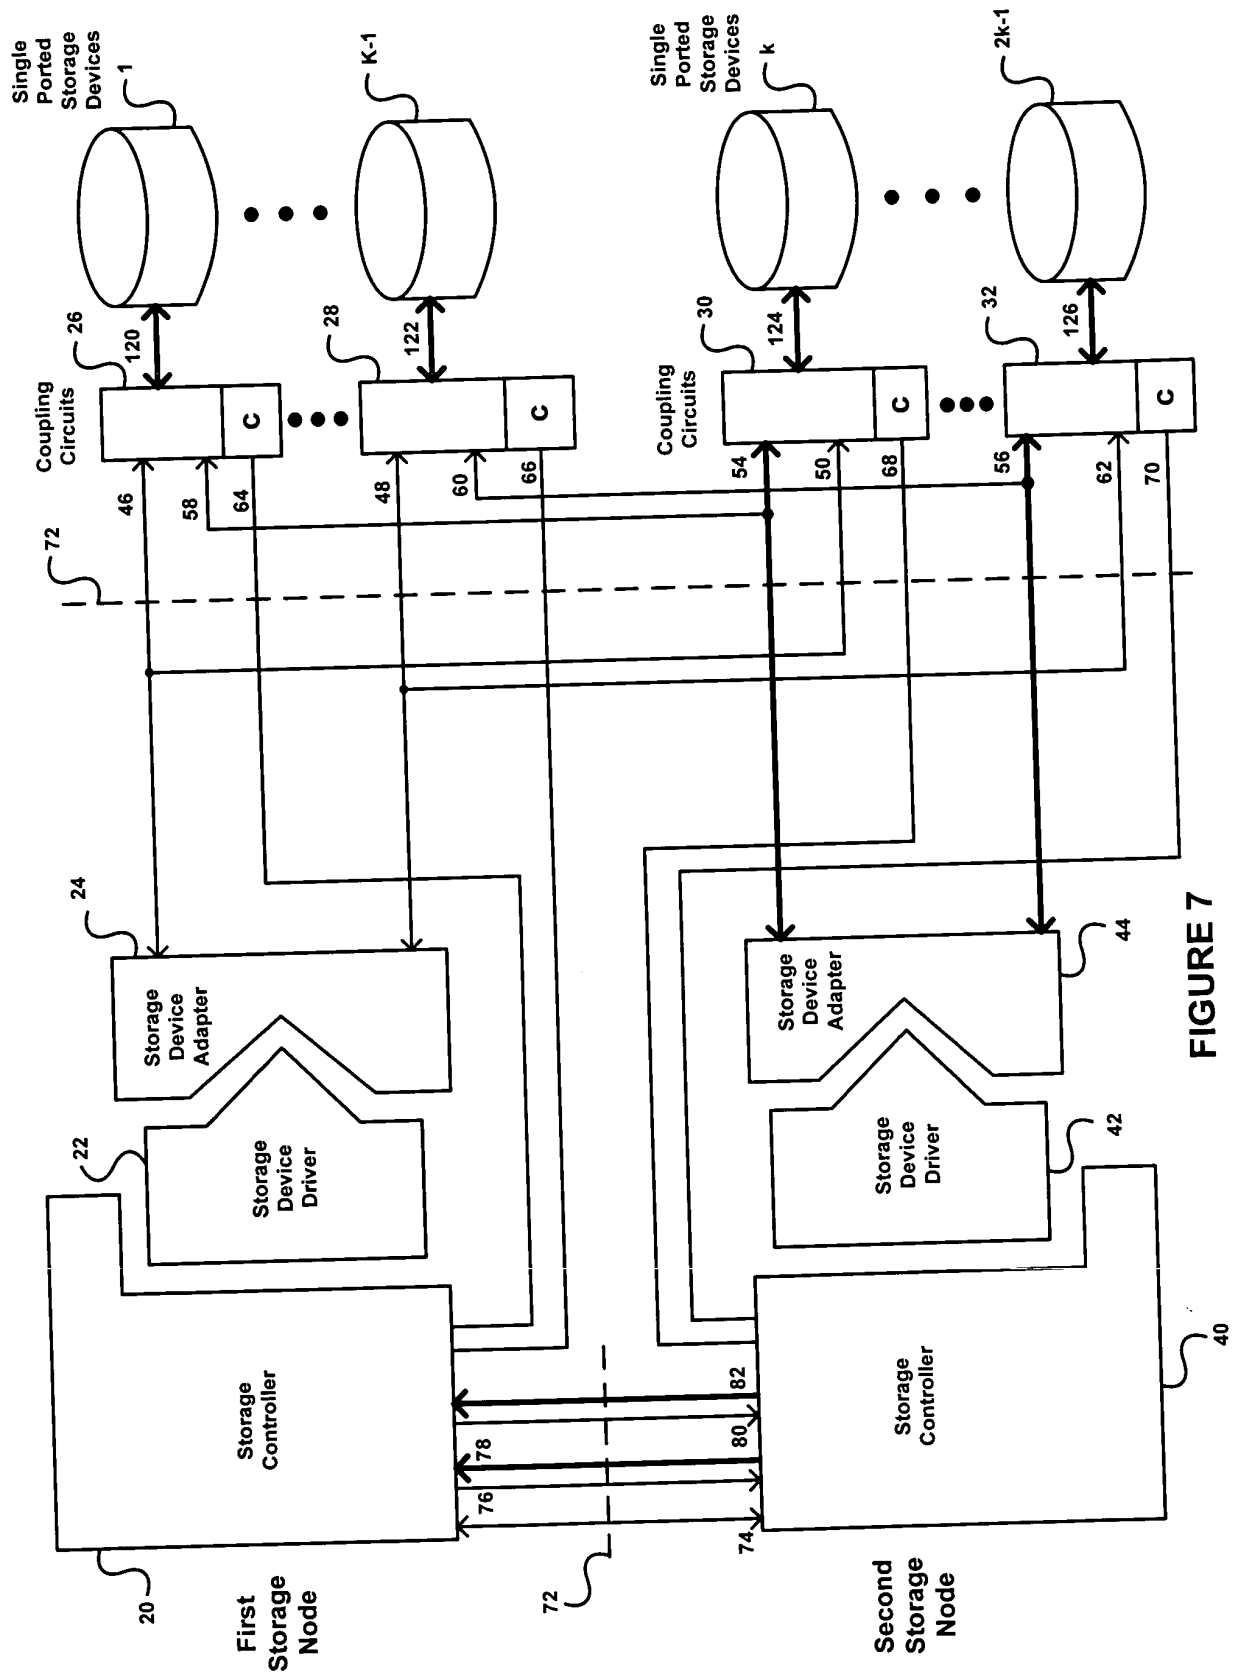 Single
Ported
Storage
Devices
1
K-1
Single
Ported
Storage
Devices
k
2k-1
26
120
28
122
30
124
32
126
Coupling
Circuits
C
C
Coupling
Circuits
C
C
46
58
64
48
60
66
54
50
68
56
62
70
72
24
Storage
Device
Adapter
Storage
Device
Adapter
44
22
Storage
Device
Driver
Storage
Device
Driver
42
Storage
Controller
82
80
78
76
74
Storage
Controller
40
20
72
First
Storage
Node
Second
Storage
Node
FIGURE 7